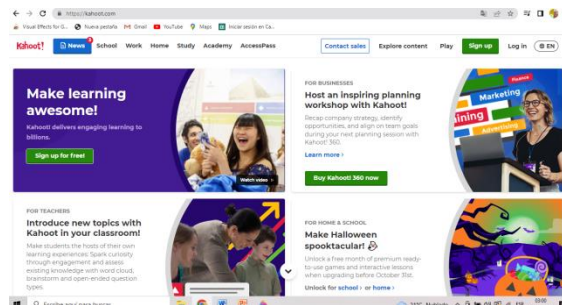 https://kahoot.com
Visual Effects for G... Nueva pestaña Gmail YouTube Maps Iniciar sesión en Ca...
Kahoot! News School Work Home Study Academy AccessPass Contact sales Explore content Play Sign up Log in EN
Make learning
awesome!
Kahoot! delivers engaging learning to
billions.
Sign up for free!
Watch video
FOR BUSINESSES
Host an inspiring planning
workshop with Kahoot!
Recap company strategy, identify
opportunities, and align on team goals
during your next planning session with
Kahoot! 360.
Learn more ›
Buy Kahoot! 360 now
Marketing
ining
Advertising
FOR TEACHERS
Introduce new topics with
Kahoot in your classroom!
Make students the hosts of their own
learning experiences! Spark curiosity
through engagement and assess
existing knowledge with word cloud,
brainstorm and open-ended question
types.
FOR HOME & SCHOOL
Make Halloween
spooktacular!
Unlock a free month of premium ready-
to-use games and interactive lessons
when upgrading before October 31st.
Unlock for school › or home ›